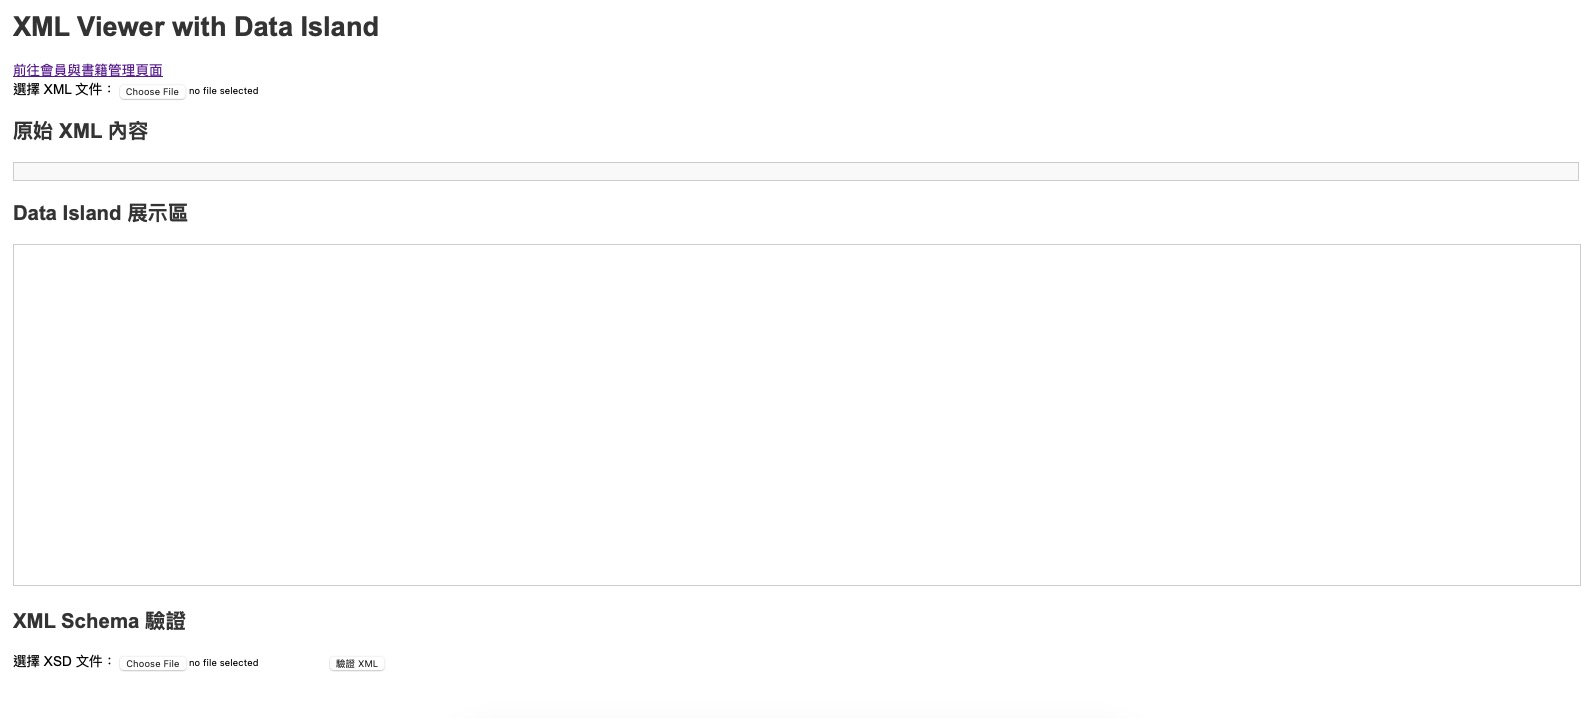 XML Viewer with Data Island
前往會員與書籍管理頁面
選擇 XML 文件： Choose File no file selected
原始 XML 內容
Data Island 展示區
XML Schema 驗證
選擇 XSD 文件： Choose File no file selected 驗證 XML